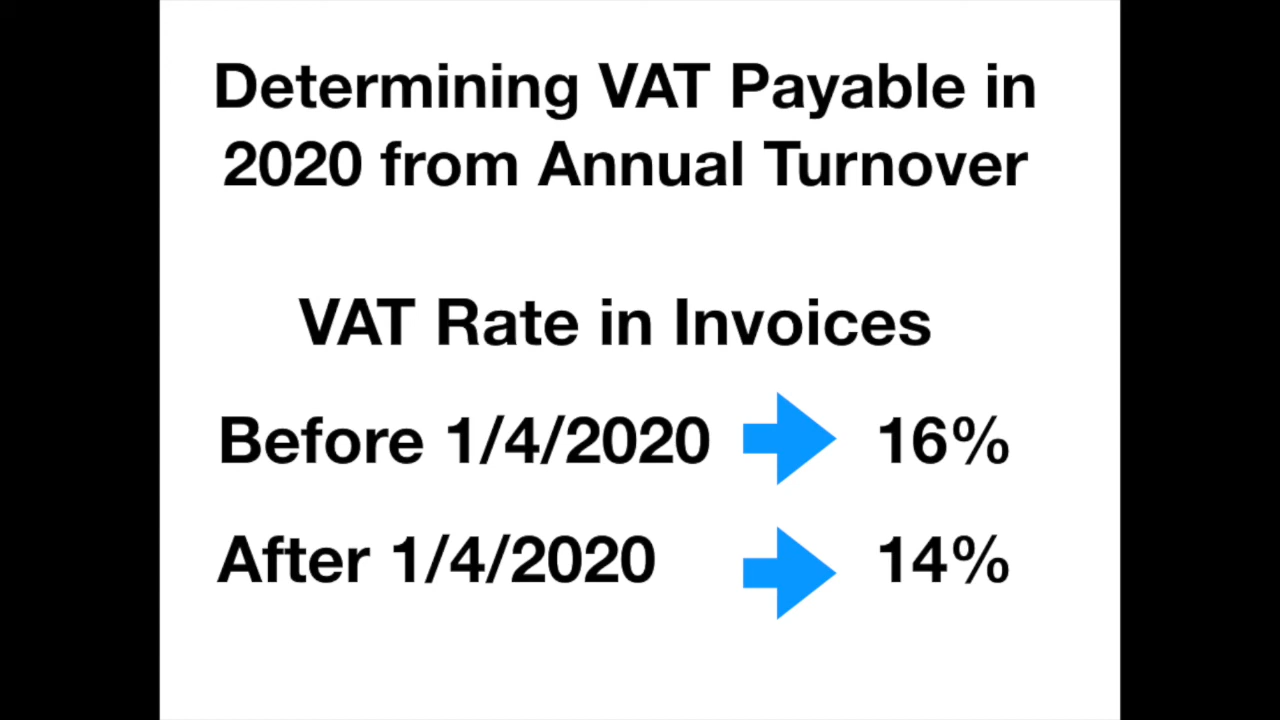 Determining VAT Payable in
2020 from Annual Turnover
VAT Rate in Invoices
Before 1/4/2020 16%
After 1/4/2020 14%